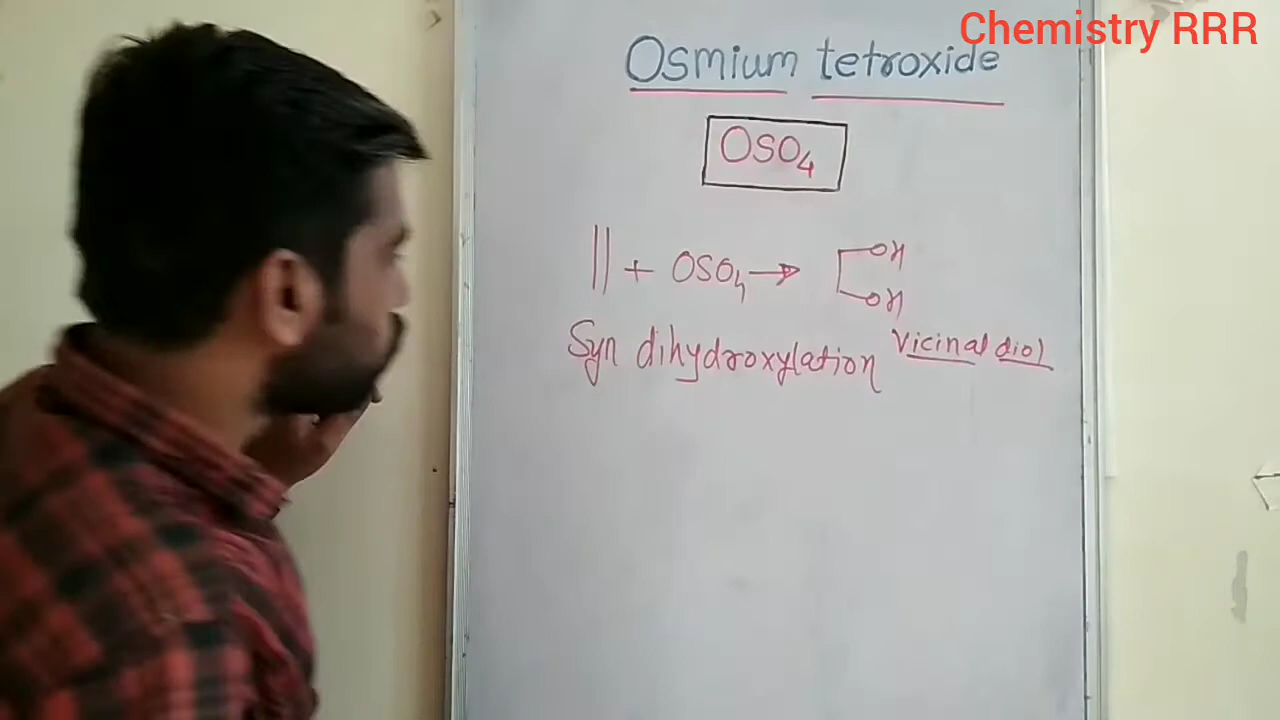 Chemistry RRR
Osmium tetroxide
OsO4
|| + OsO4 → OH
OH
Syn dihydroxylation Vicinal diol